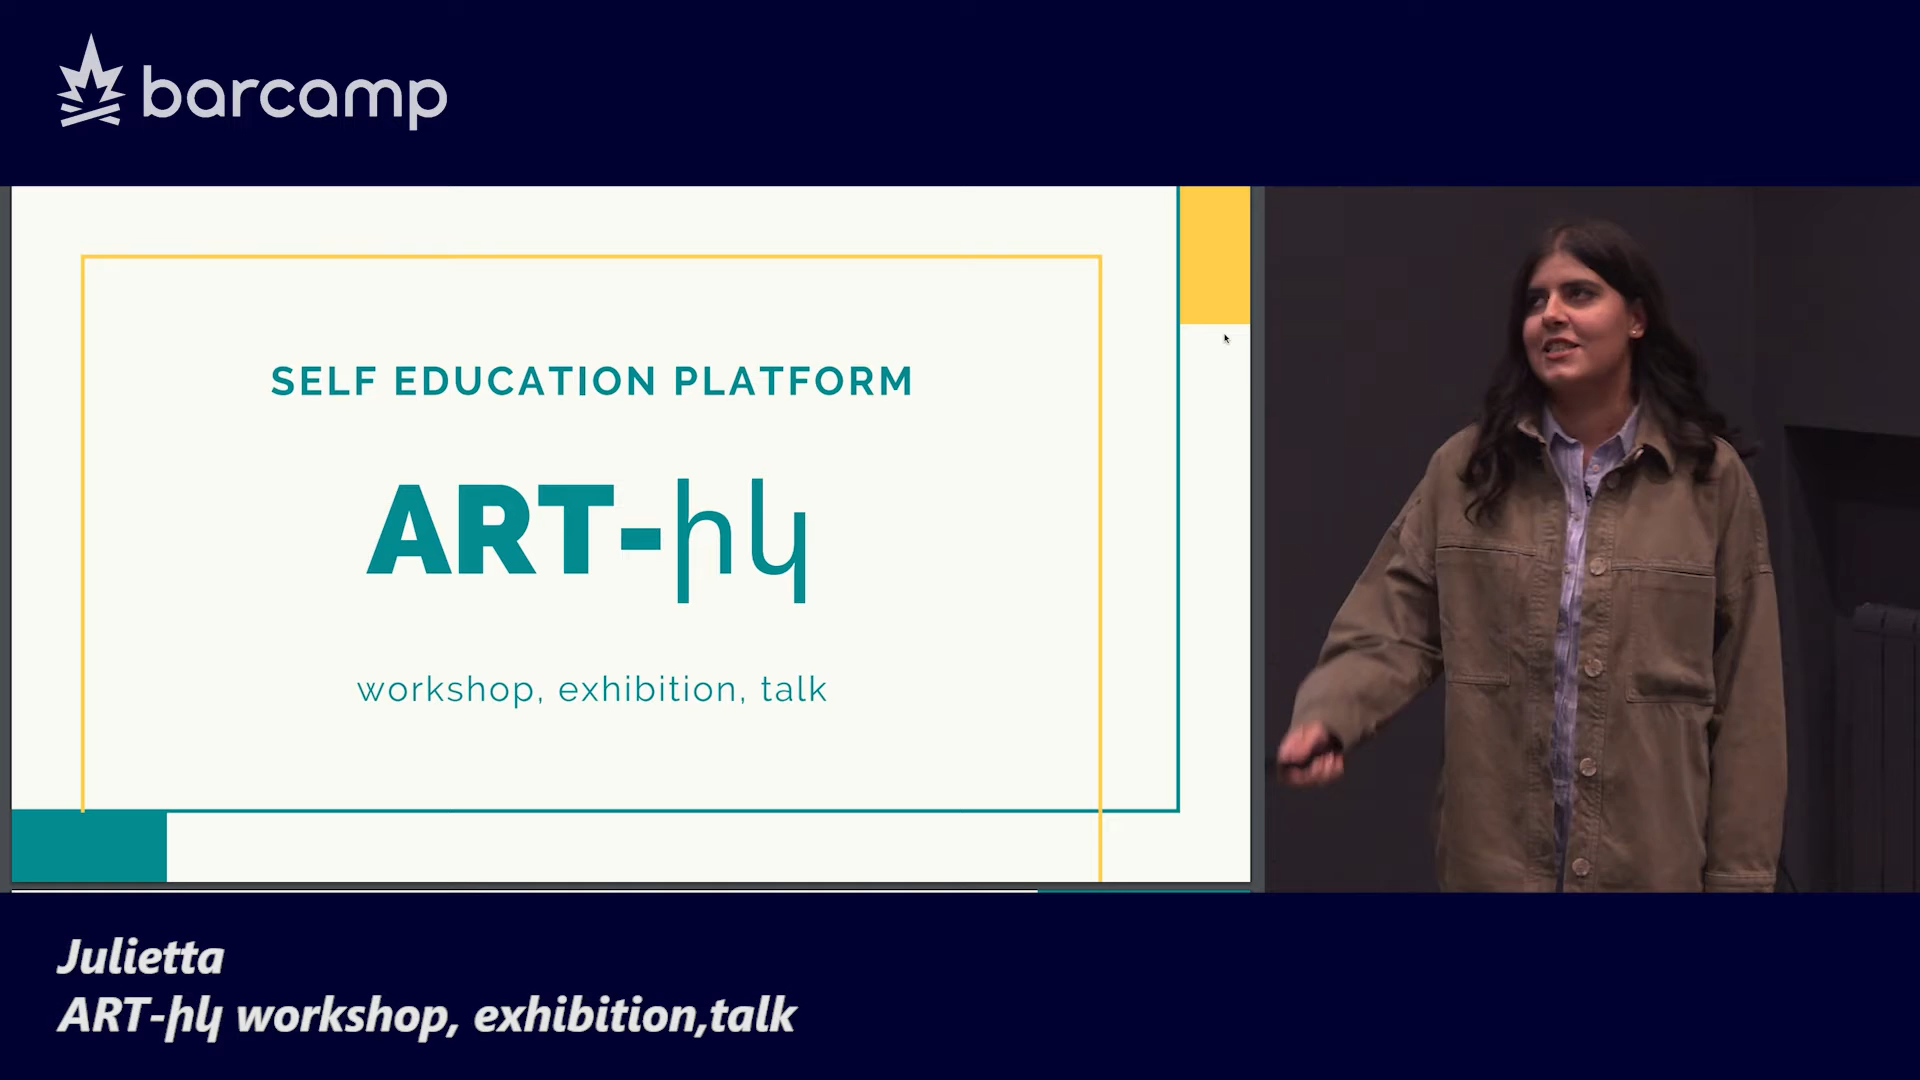 barcamp
SELF EDUCATION PLATFORM
ART-իկ
workshop, exhibition, talk
Julietta
ART-իկ workshop, exhibition,talk